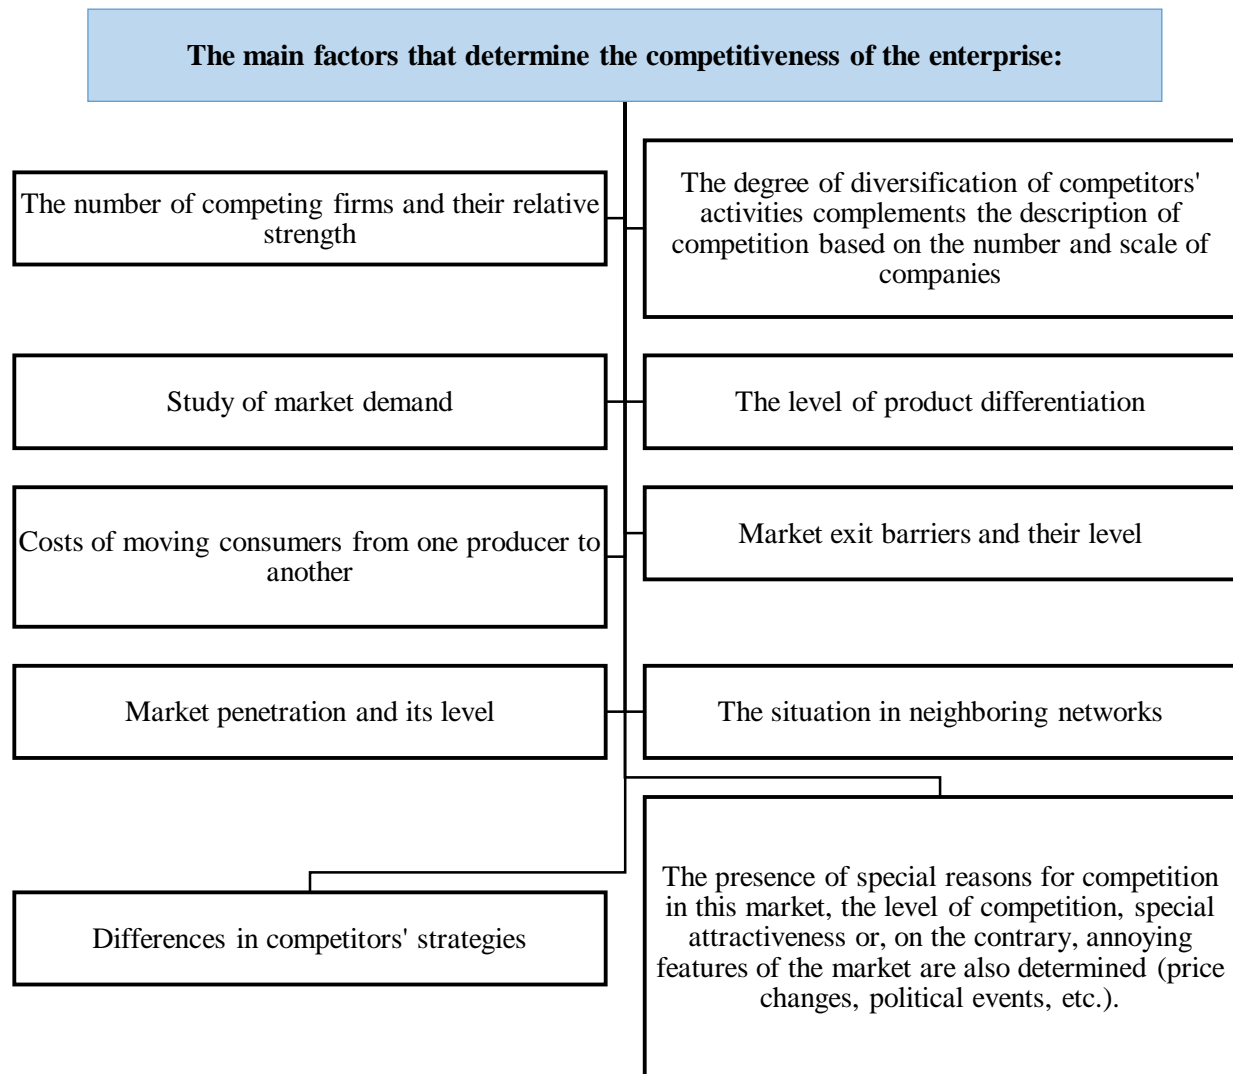 The main factors that determine the competitiveness of the enterprise:
The number of competing firms and their relative
strength
The degree of diversification of competitors'
activities complements the description of
competition based on the number and scale of
companies
Study of market demand
The level of product differentiation
Costs of moving consumers from one producer to
another
Market exit barriers and their level
Market penetration and its level
The situation in neighboring networks
Differences in competitors' strategies
The presence of special reasons for competition
in this market, the level of competition, special
attractiveness or, on the contrary, annoying
features of the market are also determined (price
changes, political events, etc.).